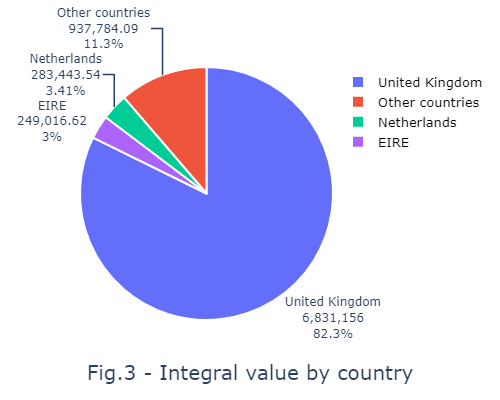 Other countries
937,784.09
11.3%
Netherlands
283,443.54
3.41%
EIRE
249,016.62
3%
United Kingdom
Other countries
Netherlands
EIRE
United Kingdom
6,831,156
82.3%
Fig.3 - Integral value by country